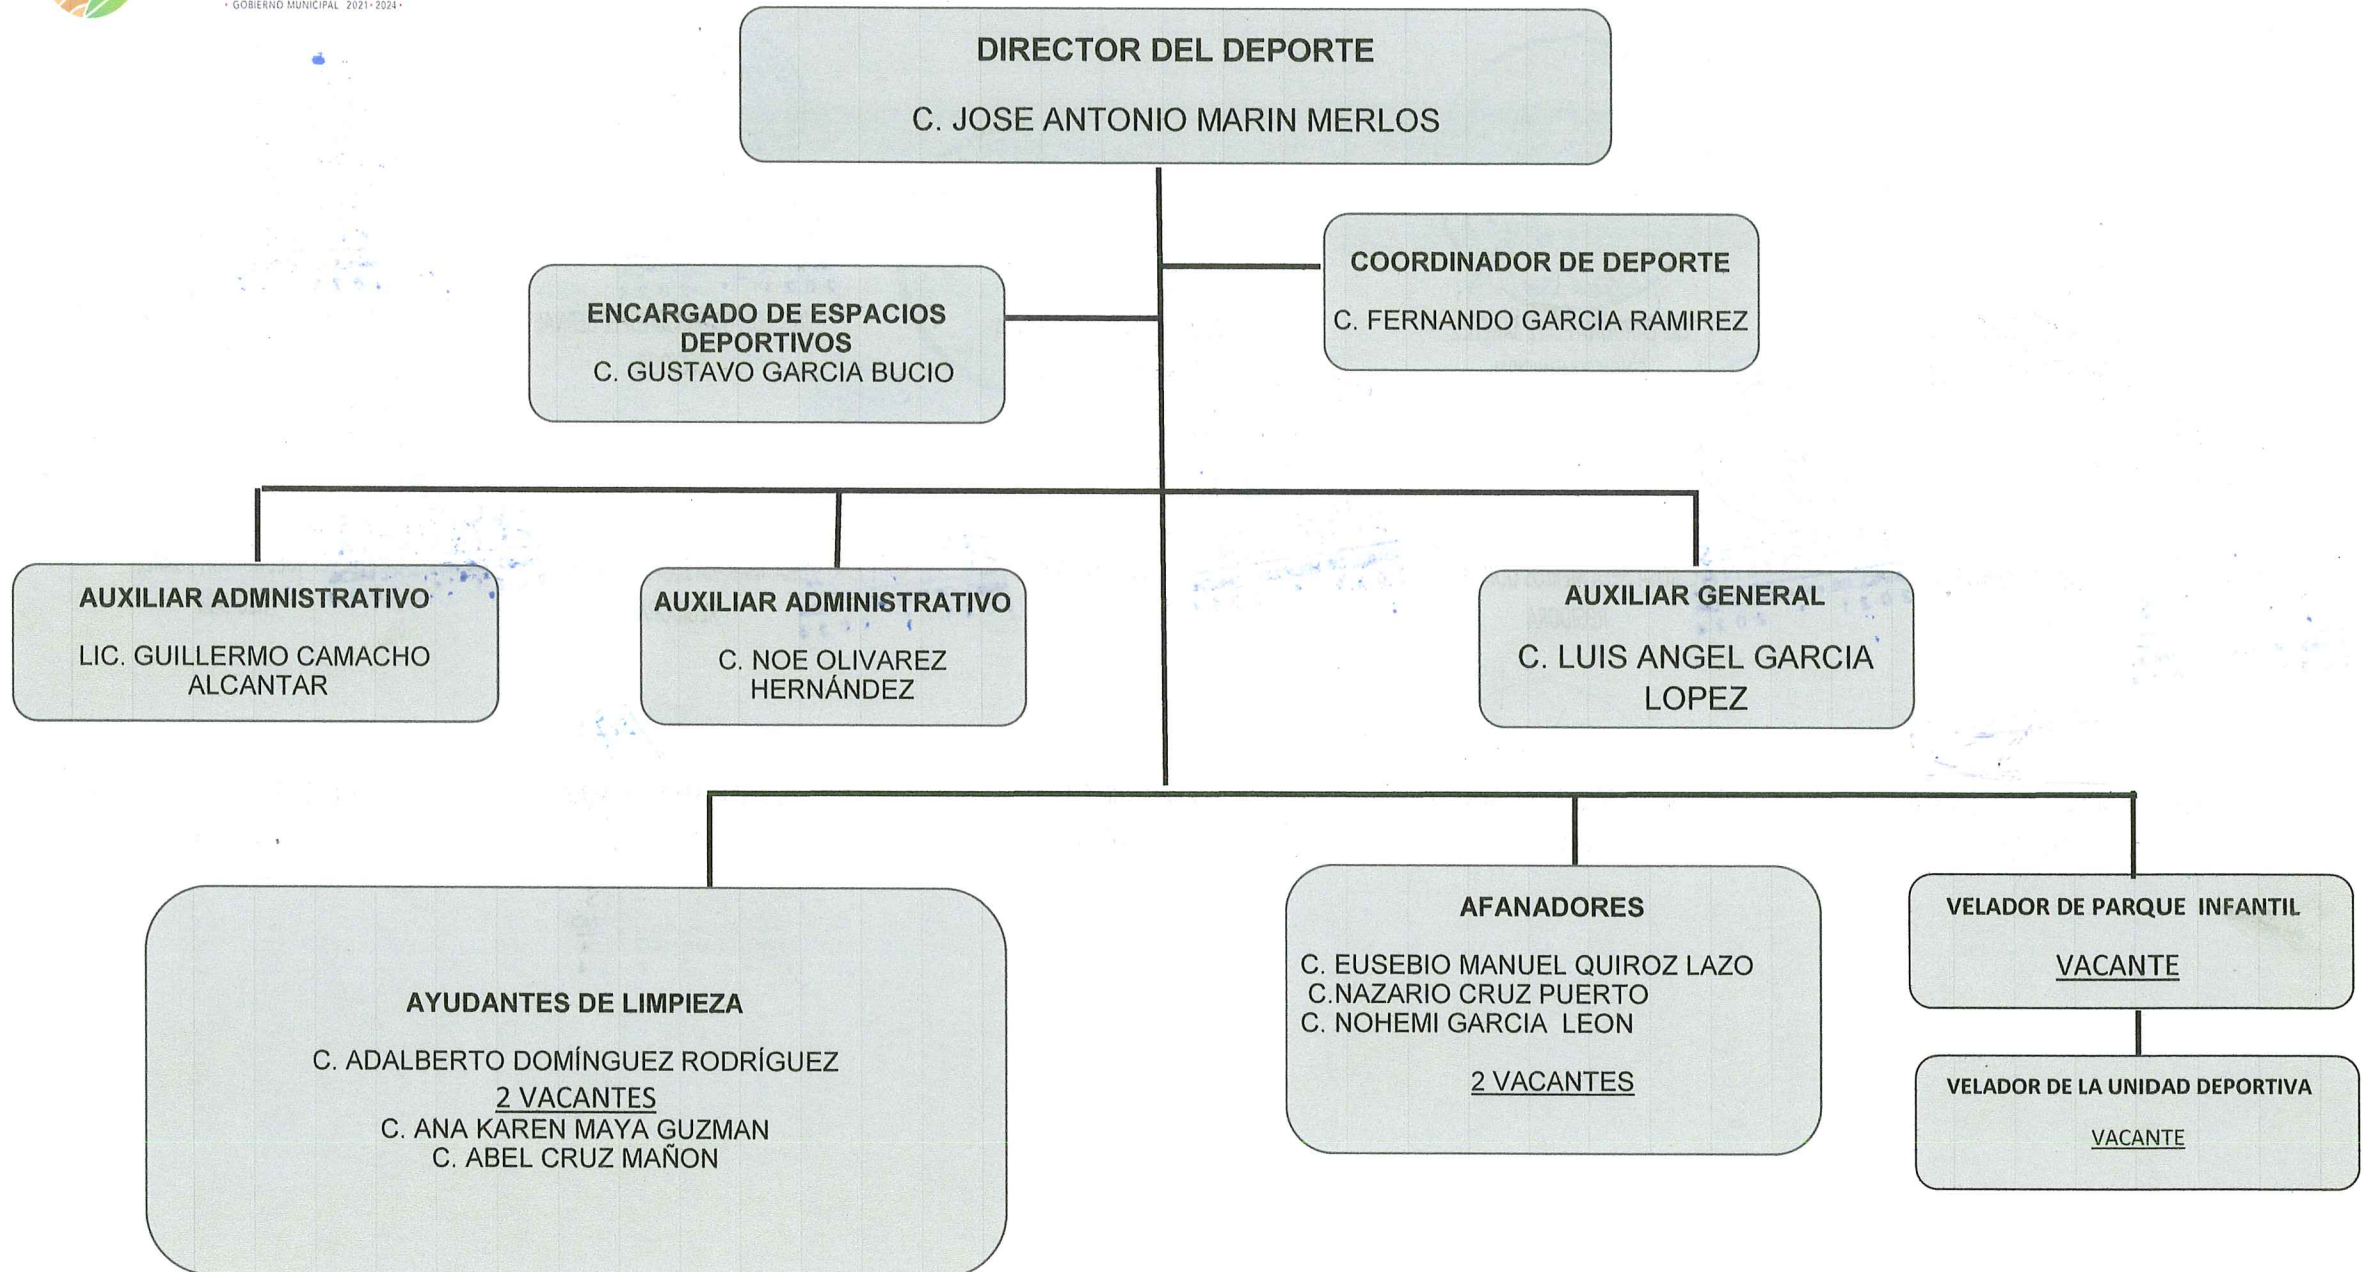 • GOBIERNO MUNICIPAL 2021 • 2024 •
DIRECTOR DEL DEPORTE
C. JOSE ANTONIO MARIN MERLOS
COORDINADOR DE DEPORTE
C. FERNANDO GARCIA RAMIREZ
ENCARGADO DE ESPACIOS
DEPORTIVOS
C. GUSTAVO GARCIA BUCIO
AUXILIAR ADMNISTRATIVO
LIC. GUILLERMO CAMACHO
ALCANTAR
AUXILIAR ADMINISTRATIVO
C. NOE OLIVAREZ
HERNÁNDEZ
AUXILIAR GENERAL
C. LUIS ANGEL GARCIA
LOPEZ
AYUDANTES DE LIMPIEZA
C. ADALBERTO DOMÍNGUEZ RODRÍGUEZ
2 VACANTES
C. ANA KAREN MAYA GUZMAN
C. ABEL CRUZ MAÑON
AFANADORES
C. EUSEBIO MANUEL QUIROZ LAZO
C.NAZARIO CRUZ PUERTO
C. NOHEMI GARCIA  LEON
2 VACANTES
VELADOR DE PARQUE  INFANTIL
VACANTE
VELADOR DE LA UNIDAD DEPORTIVA
VACANTE